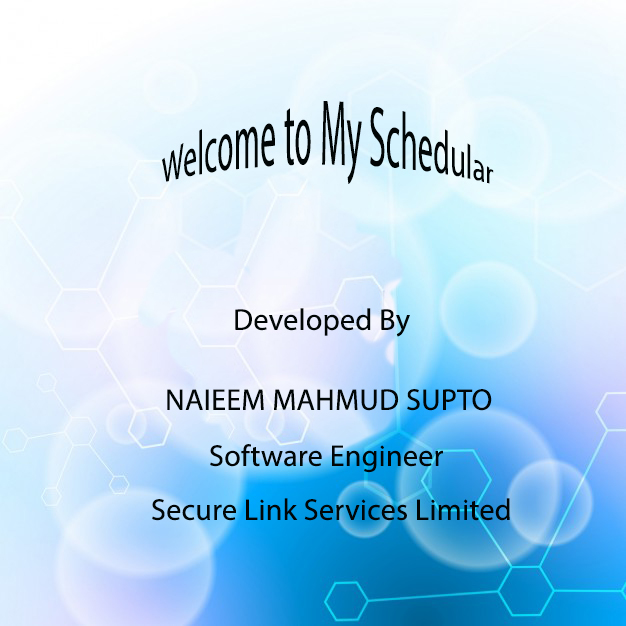 Welcome to My Schedular
Developed By
NAIEEM MAHMUD SUPTO
Software Engineer
Secure Link Services Limited